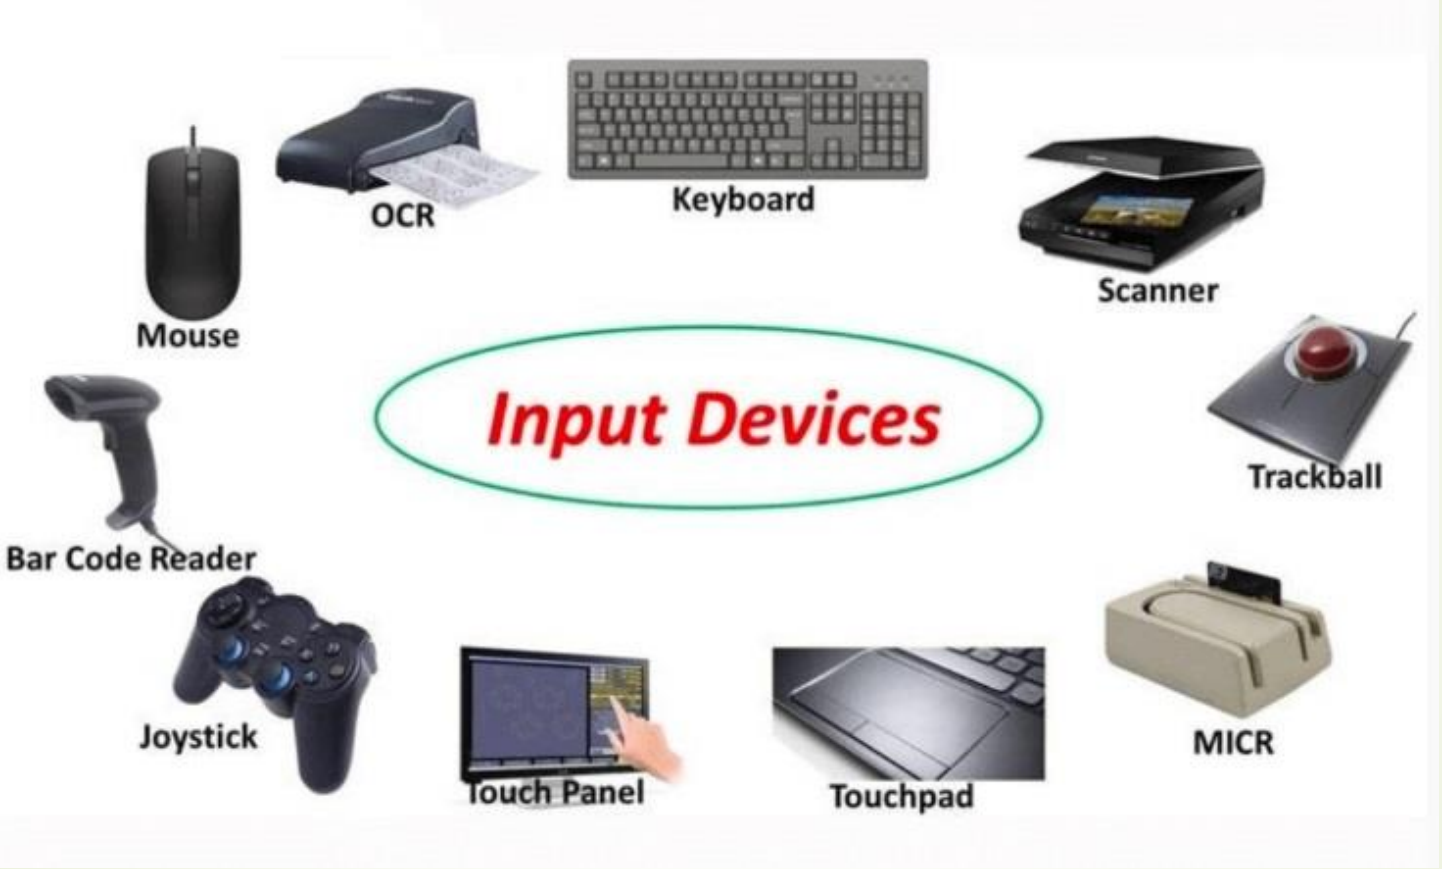 Keyboard
OCR
Scanner
Mouse
Input Devices
Trackball
Bar Code Reader
Joystick
MICR
Touch Panel
Touchpad